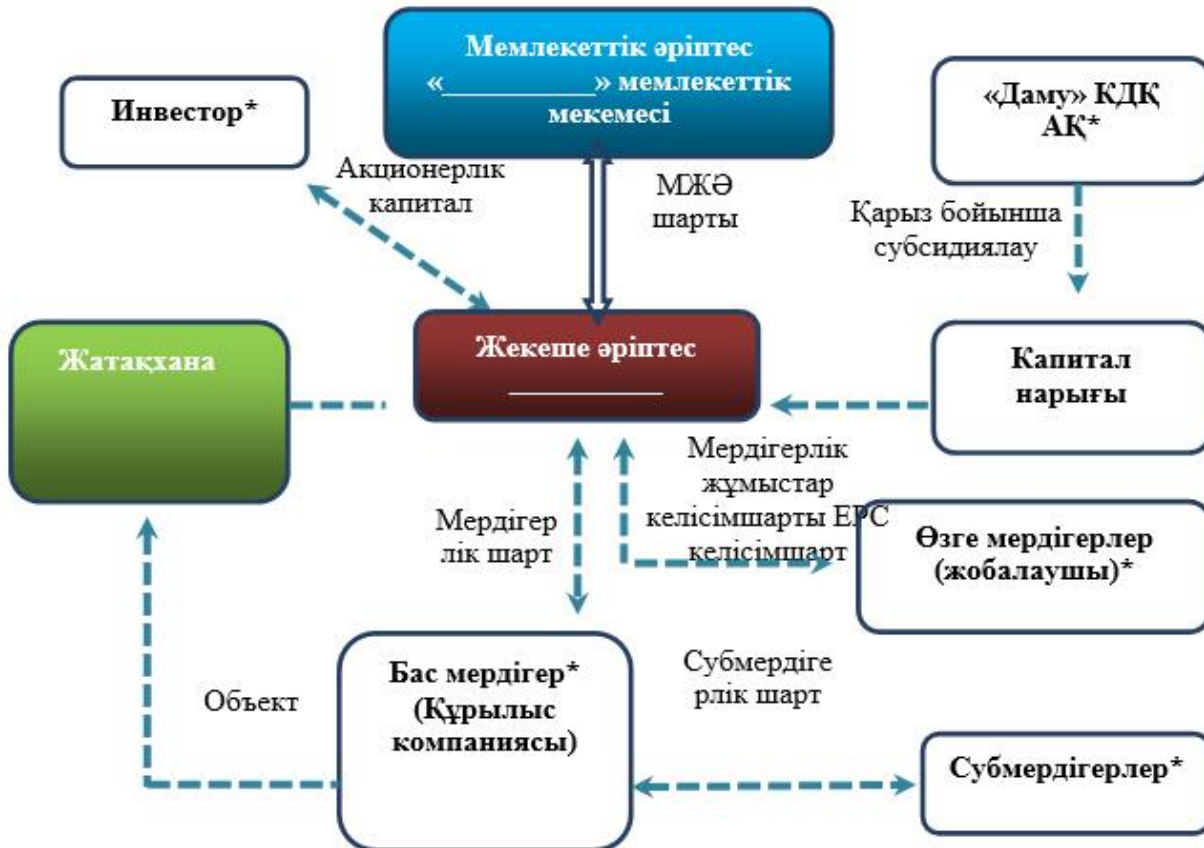 Мемлекеттік әріптес
«___________» мемлекеттік
мекемесі
Инвестор*
«Даму» КДҚ
АҚ*
Акционерлік
капитал
МЖӘ
шарты
Қарыз бойынша
субсидиялау
Жатақхана
Жекеше әріптес
___________
Капитал
нарығы
Мердігер
лік шарт
Мердігерлік
жұмыстар
келісімшарты ЕРС
келісімшарт
Өзге мердігерлер
(жобалаушы)*
Объект
Бас мердігер*
(Құрылыс
компаниясы)
Субмердіге
рлік шарт
Субмердігерлер*